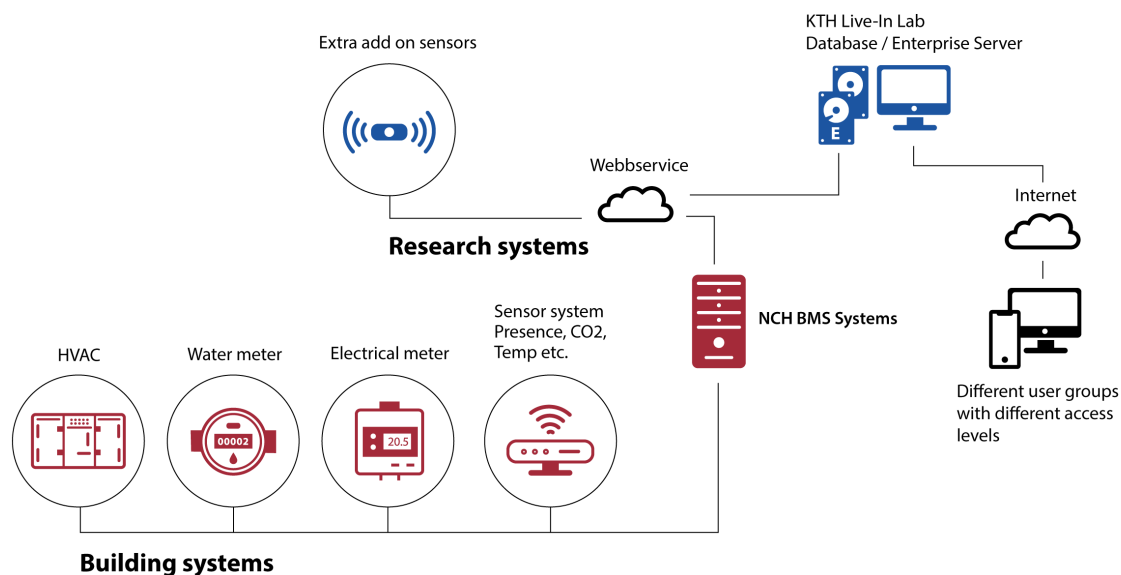 KTH Live-In Lab
Database / Enterprise Server
Extra add on sensors
E
Webbservice
Internet
Research systems
NCH BMS Systems
Sensor system
Presence, CO2,
Temp etc.
HVAC
Water meter
Electrical meter
00002
20.5
Different user groups
with different access
levels
Building systems